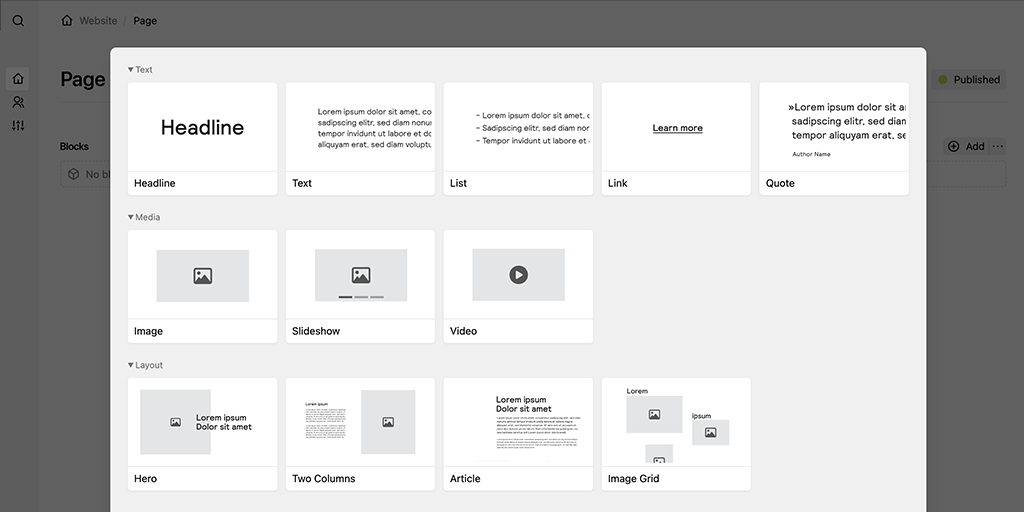 Website / Page
Page
Published
Blocks
Add
No bl
Text
Headline
Headline
Lorem ipsum dolor sit amet, co
sadipscing elitr, sed diam nonu
tempor invidunt ut labore et do
aliquyam erat, sed diam voluptu
Text
– Lorem ipsum dolor sit amet, c
– Sadipscing elitr, sed diam nor
– Tempor invidunt ut labore et
List
Learn more
Link
»Lorem ipsum dolor sit a
sadipscing elitr, sed diam
tempor aliquyam erat, se
Author Name
Quote
Media
Image
Slideshow
Video
Layout
Lorem ipsum
Dolor sit amet
Hero
Lorem ipsum
Two Columns
Lorem ipsum
Dolor sit amet
Article
Lorem
ipsum
Image Grid